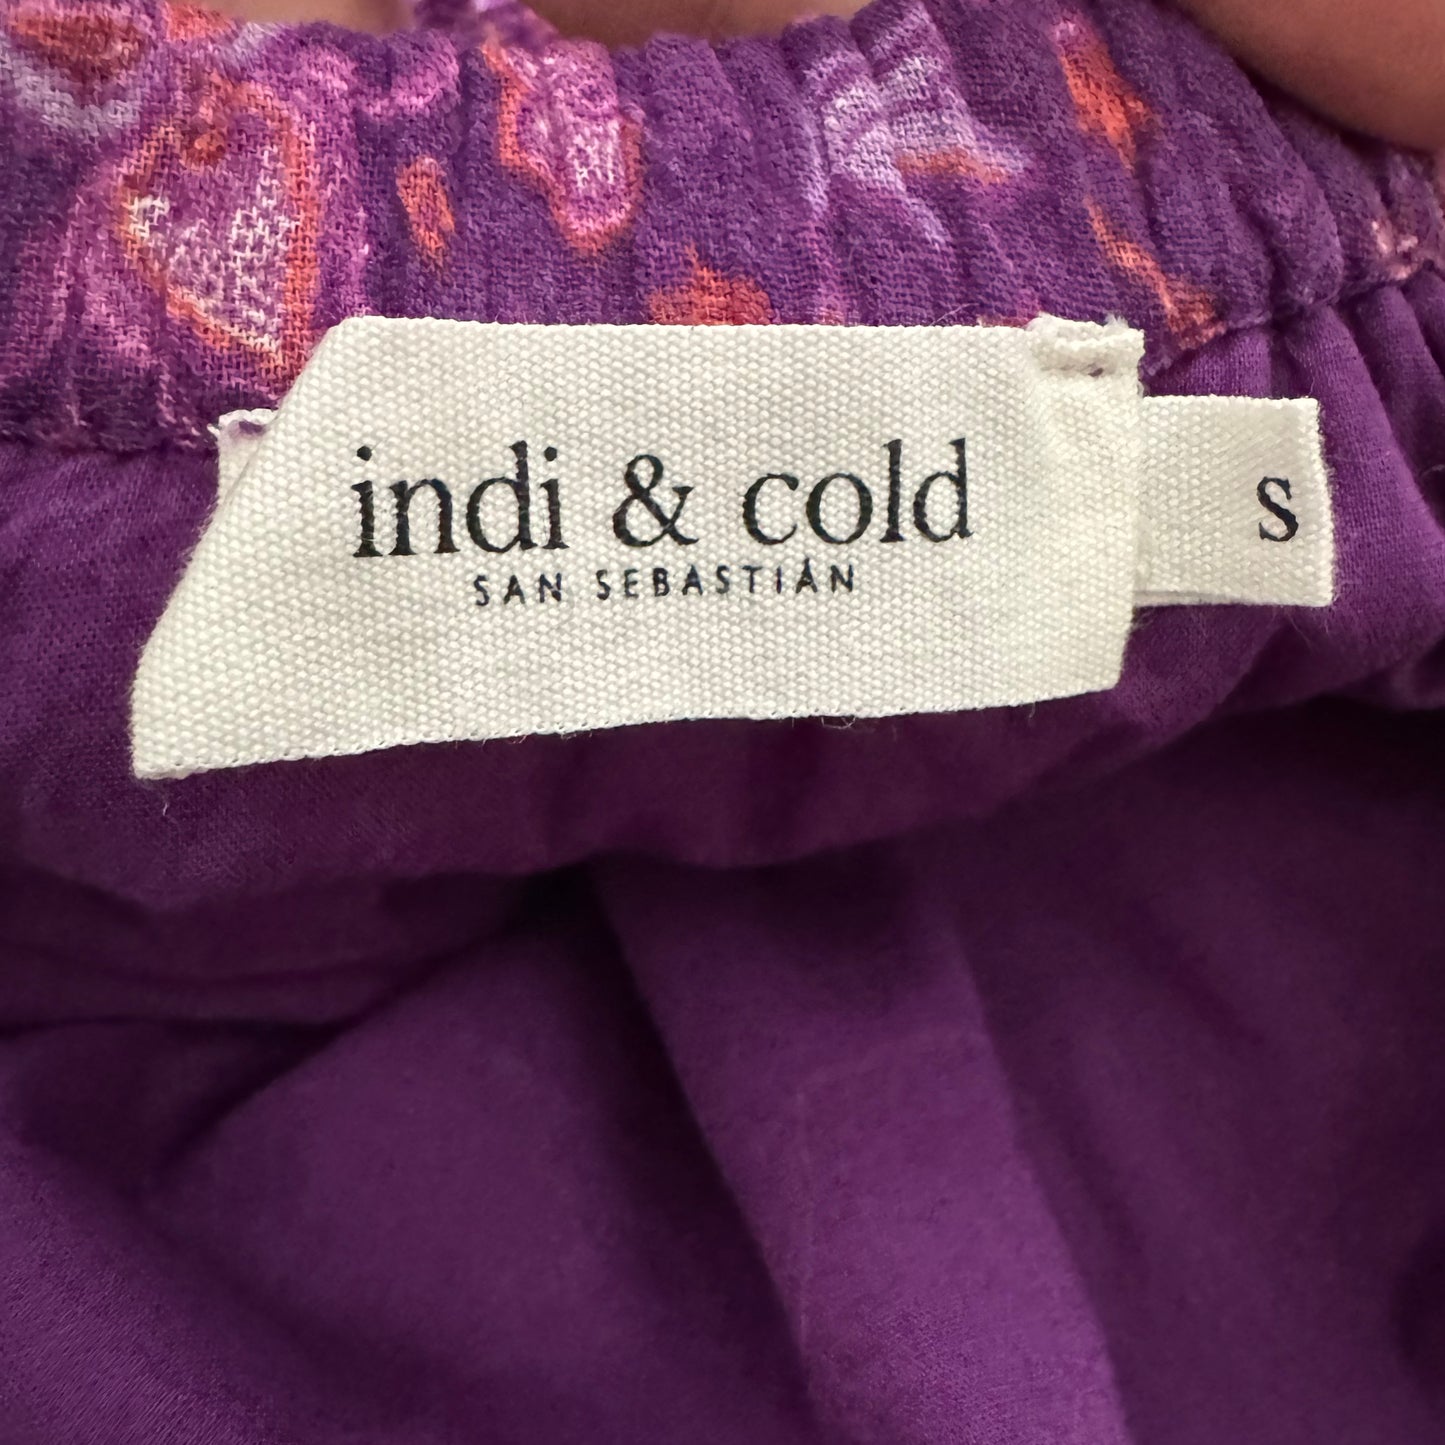 indi & cold
SAN SEBASTIÁN
S